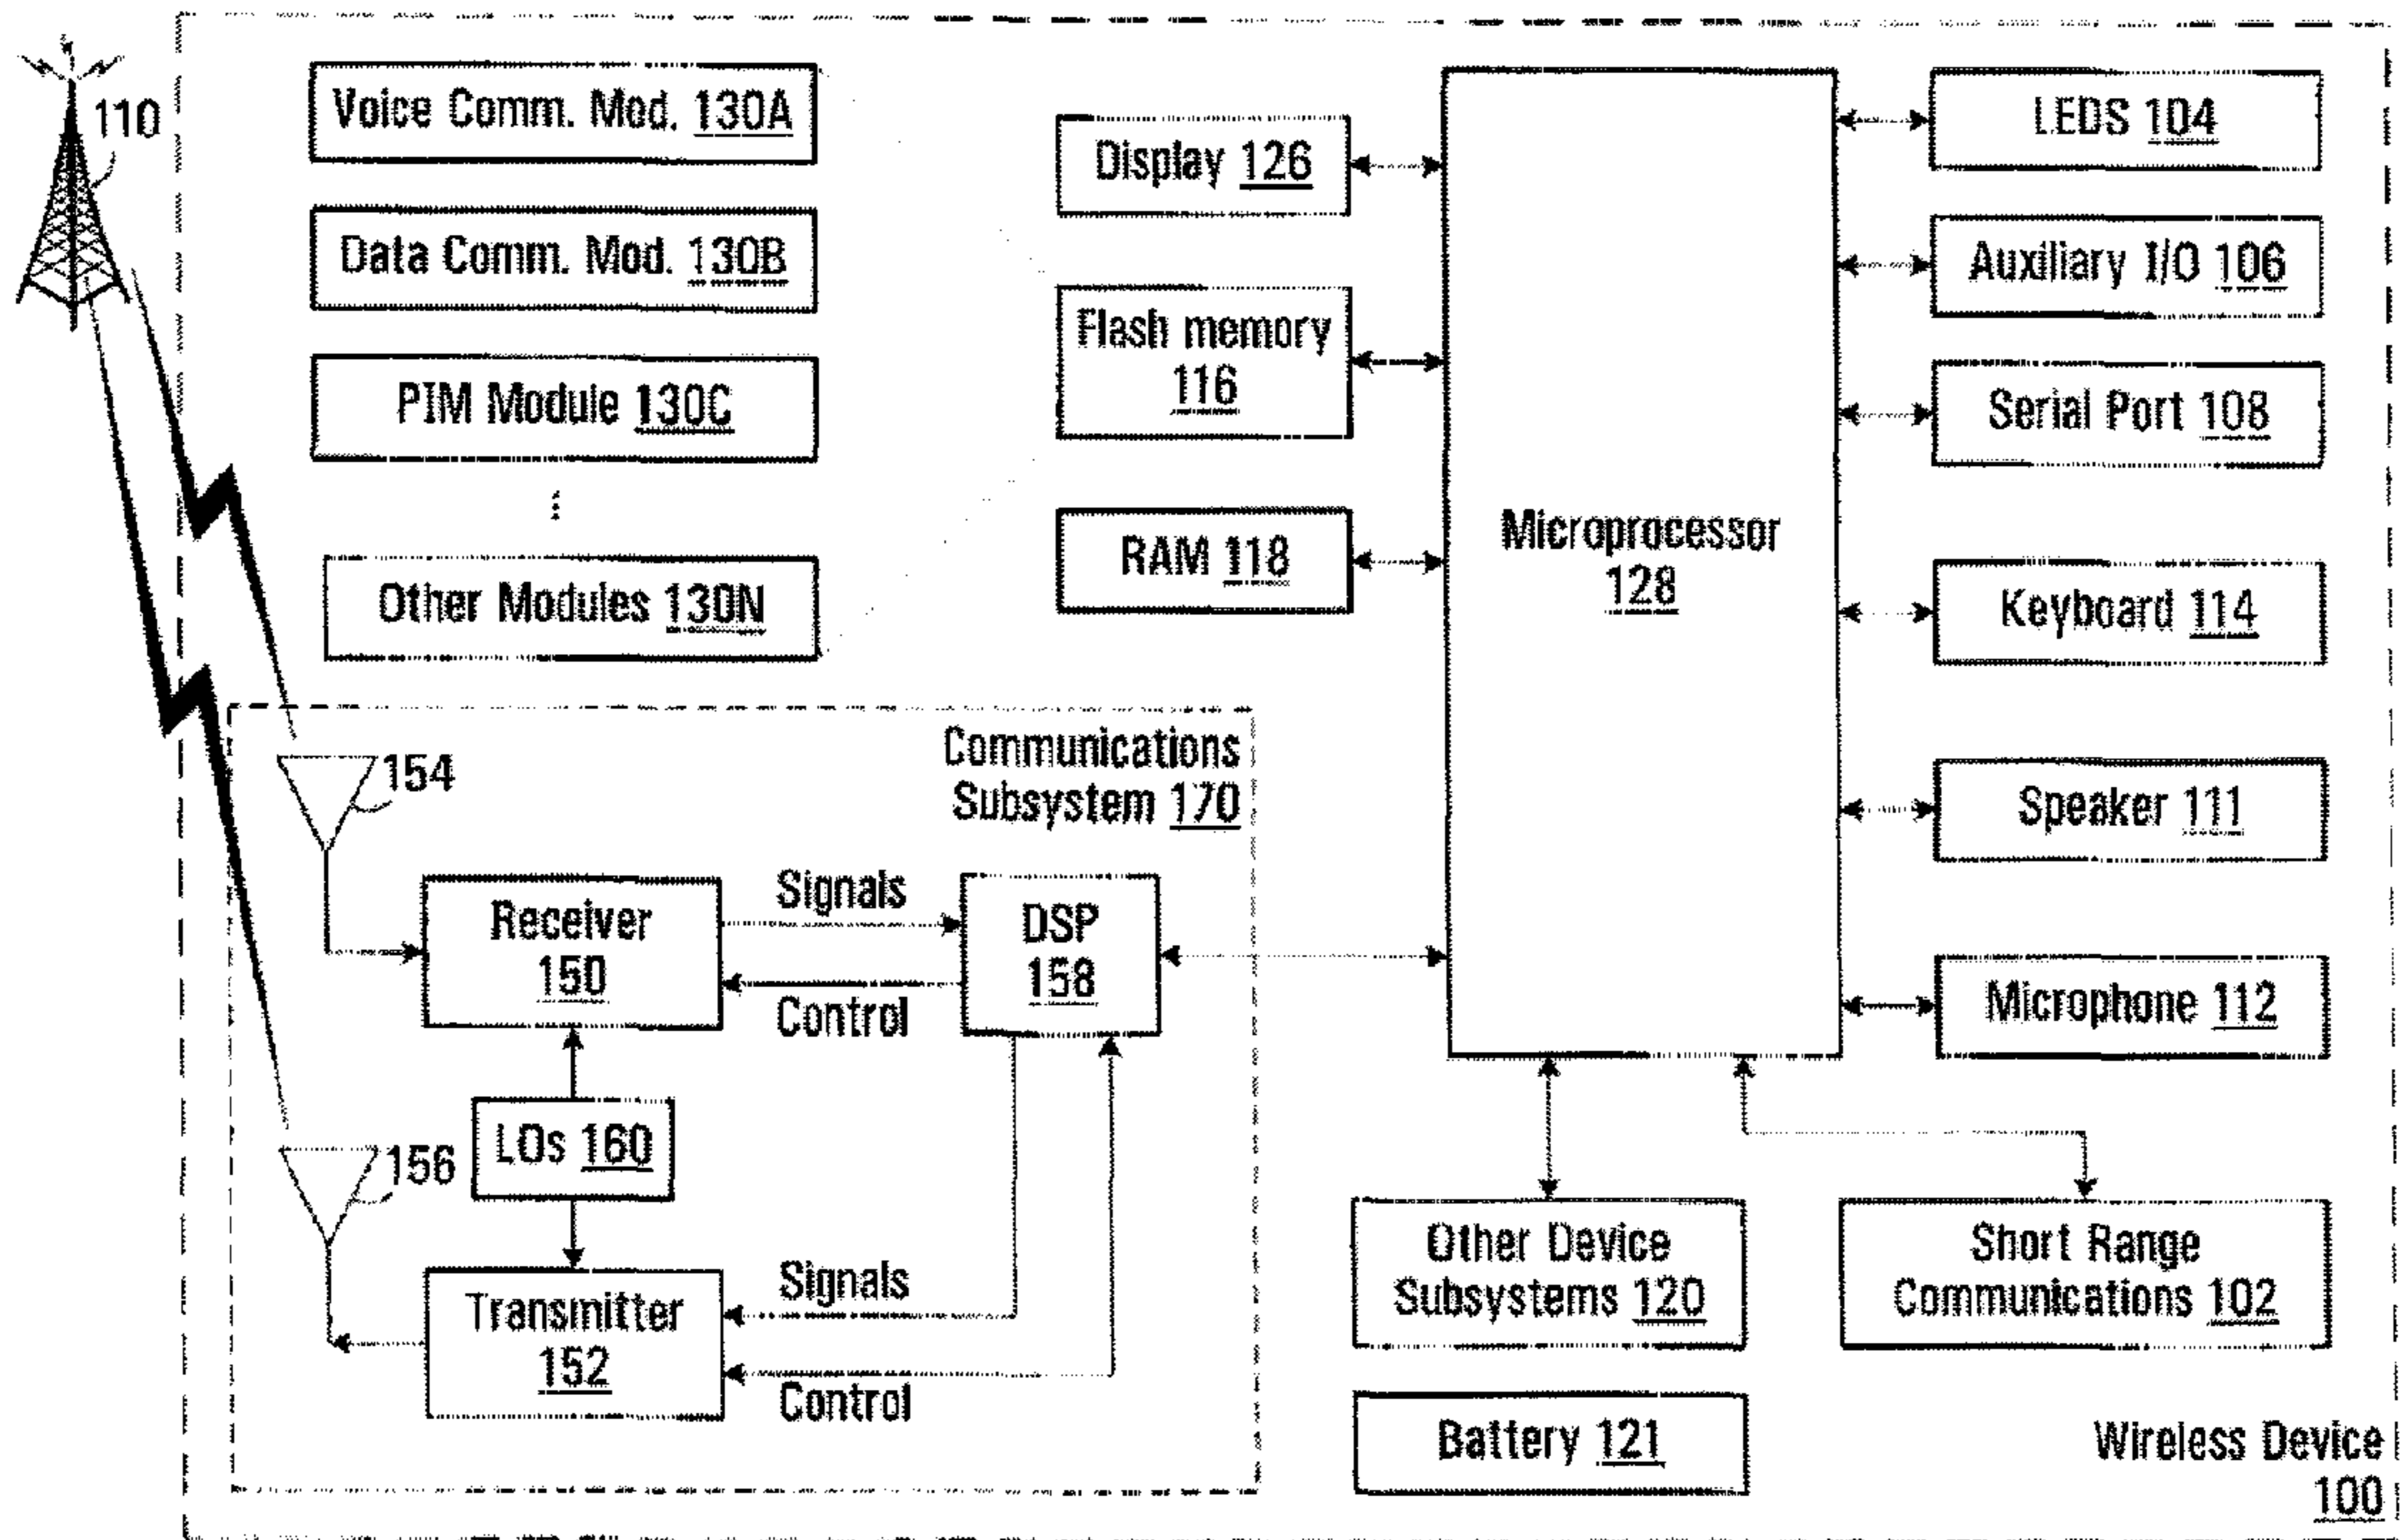 110
Voice Comm. Mod. 130A
Data Comm. Mod. 130B
PIM Module 130C
⋮
Other Modules 130N
Display 126
Flash memory
116
RAM 118
Microprocessor
128
LEDS 104
Auxiliary I/O 106
Serial Port 108
Keyboard 114
Speaker 111
Microphone 112
Communications
Subsystem 170
154
Receiver
150
Signals
Control
DSP
158
LOs 160
156
Transmitter
152
Signals
Control
Other Device
Subsystems 120
Short Range
Communications 102
Battery 121
Wireless Device
100